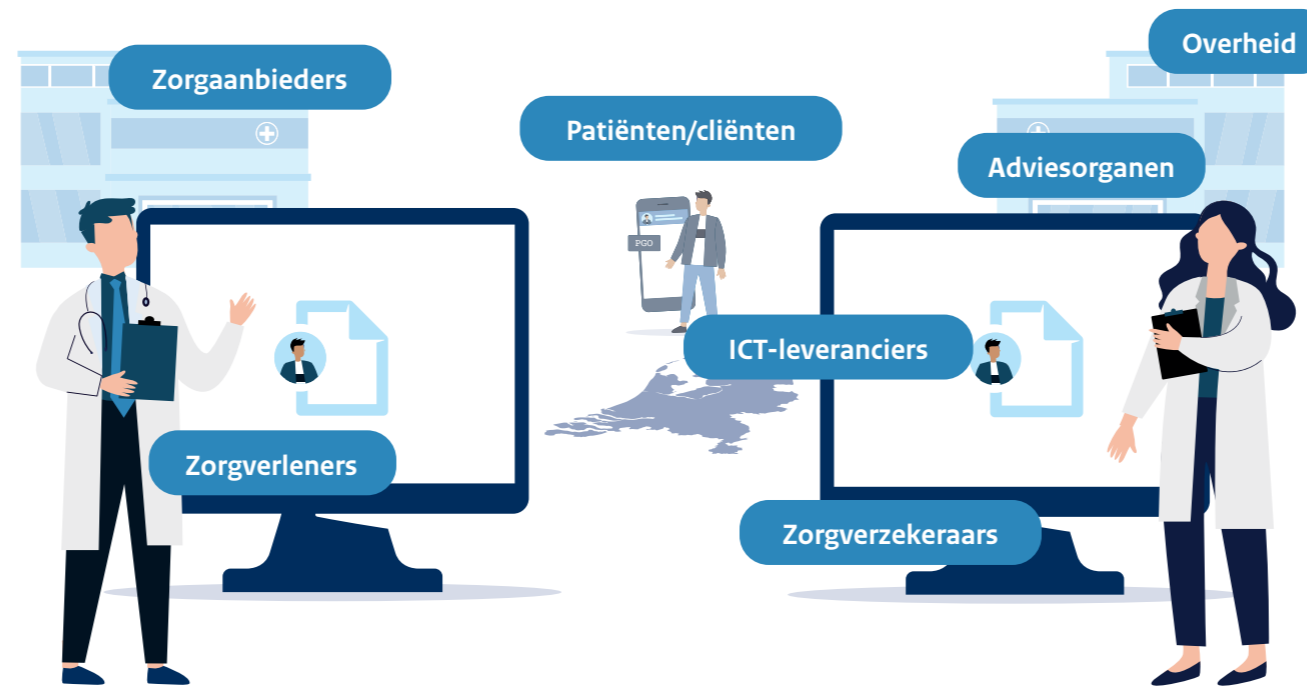 Overheid
Zorgaanbieders
Patiënten/cliënten
Adviesorganen
PGO
ICT-leveranciers
Zorgverleners
Zorgverzekeraars